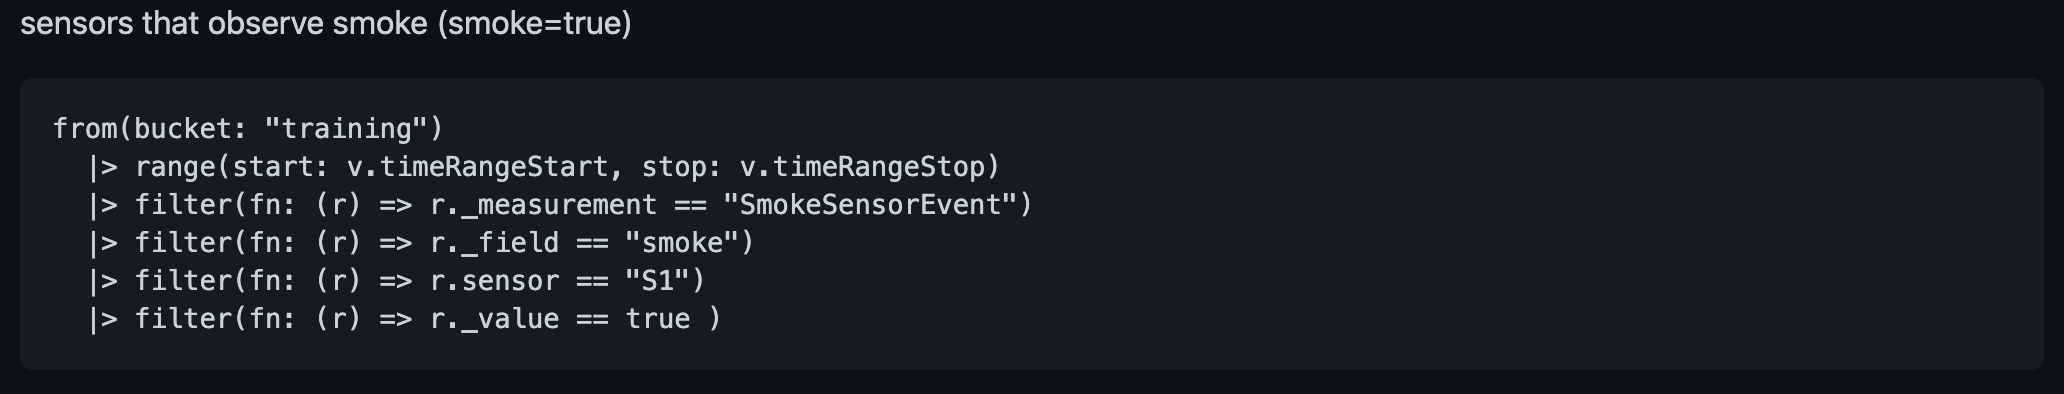 sensors that observe smoke (smoke=true)
from(bucket: "training")
  |> range(start: v.timeRangeStart, stop: v.timeRangeStop)
  |> filter(fn: (r) => r._measurement == "SmokeSensorEvent")
  |> filter(fn: (r) => r._field == "smoke")
  |> filter(fn: (r) => r.sensor == "S1")
  |> filter(fn: (r) => r._value == true )